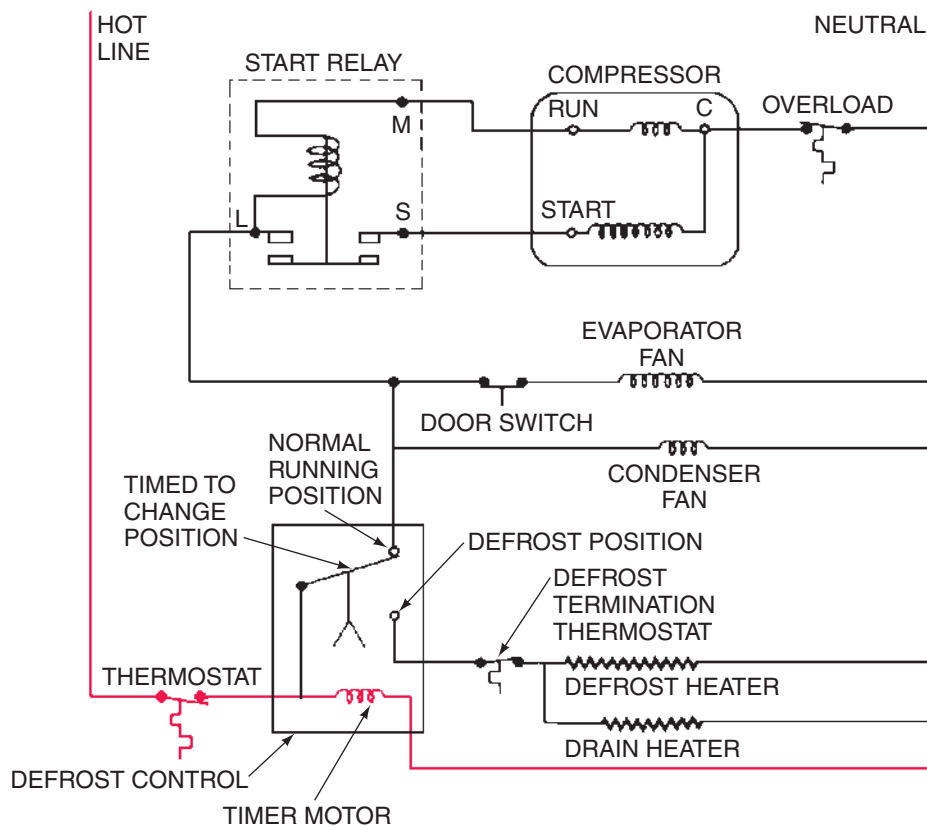 HOT
LINE
NEUTRAL
START RELAY
COMPRESSOR
M
RUN
C
OVERLOAD
L
S
START
EVAPORATOR
FAN
DOOR SWITCH
NORMAL
RUNNING
POSITION
CONDENSER
FAN
TIMED TO
CHANGE
POSITION
DEFROST POSITION
DEFROST
TERMINATION
THERMOSTAT
THERMOSTAT
DEFROST HEATER
DRAIN HEATER
DEFROST CONTROL
TIMER MOTOR